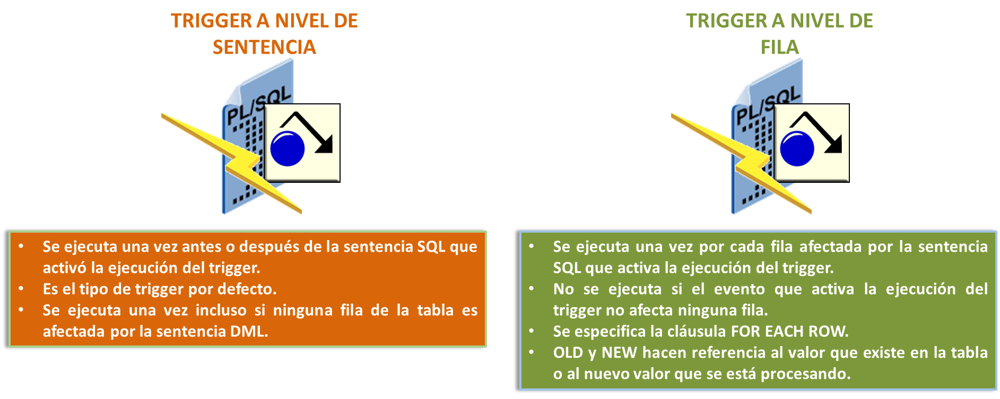 TRIGGER A NIVEL DE
SENTENCIA
PL/SQL
• Se ejecuta una vez antes o después de la sentencia SQL que
activó la ejecución del trigger.
• Es el tipo de trigger por defecto.
• Se ejecuta una vez incluso si ninguna fila de la tabla es
afectada por la sentencia DML.
TRIGGER A NIVEL DE
FILA
PL/SQL
• Se ejecuta una vez por cada fila afectada por la sentencia
SQL que activa la ejecución del trigger.
• No se ejecuta si el evento que activa la ejecución del
trigger no afecta ninguna fila.
• Se especifica la cláusula FOR EACH ROW.
• OLD y NEW hacen referencia al valor que existe en la tabla
o al nuevo valor que se está procesando.